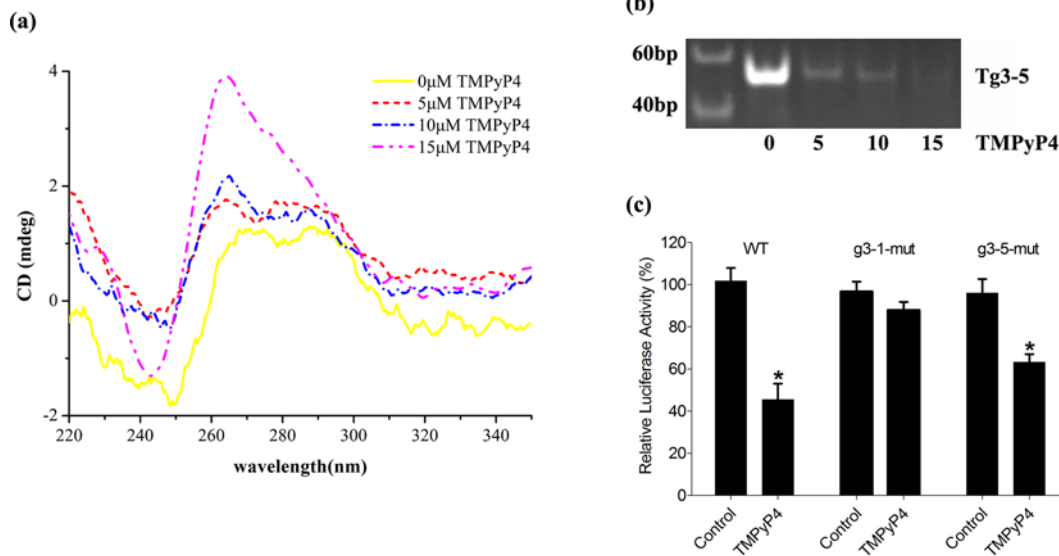 (a)
4
2
0
-2
CD (mdeg)
0μM TMPyP4
5μM TMPyP4
10μM TMPyP4
15μM TMPyP4
220 240 260 280 300 320 340
wavelength(nm)
(b)
60bp
40bp
Tg3-5
0 5 10 15 TMPyP4
(c)
Relative Luciferase Activity (%)
120
100
80
60
40
20
0
WT g3-1-mut g3-5-mut
*
*
Control TMPyP4 Control TMPyP4 Control TMPyP4